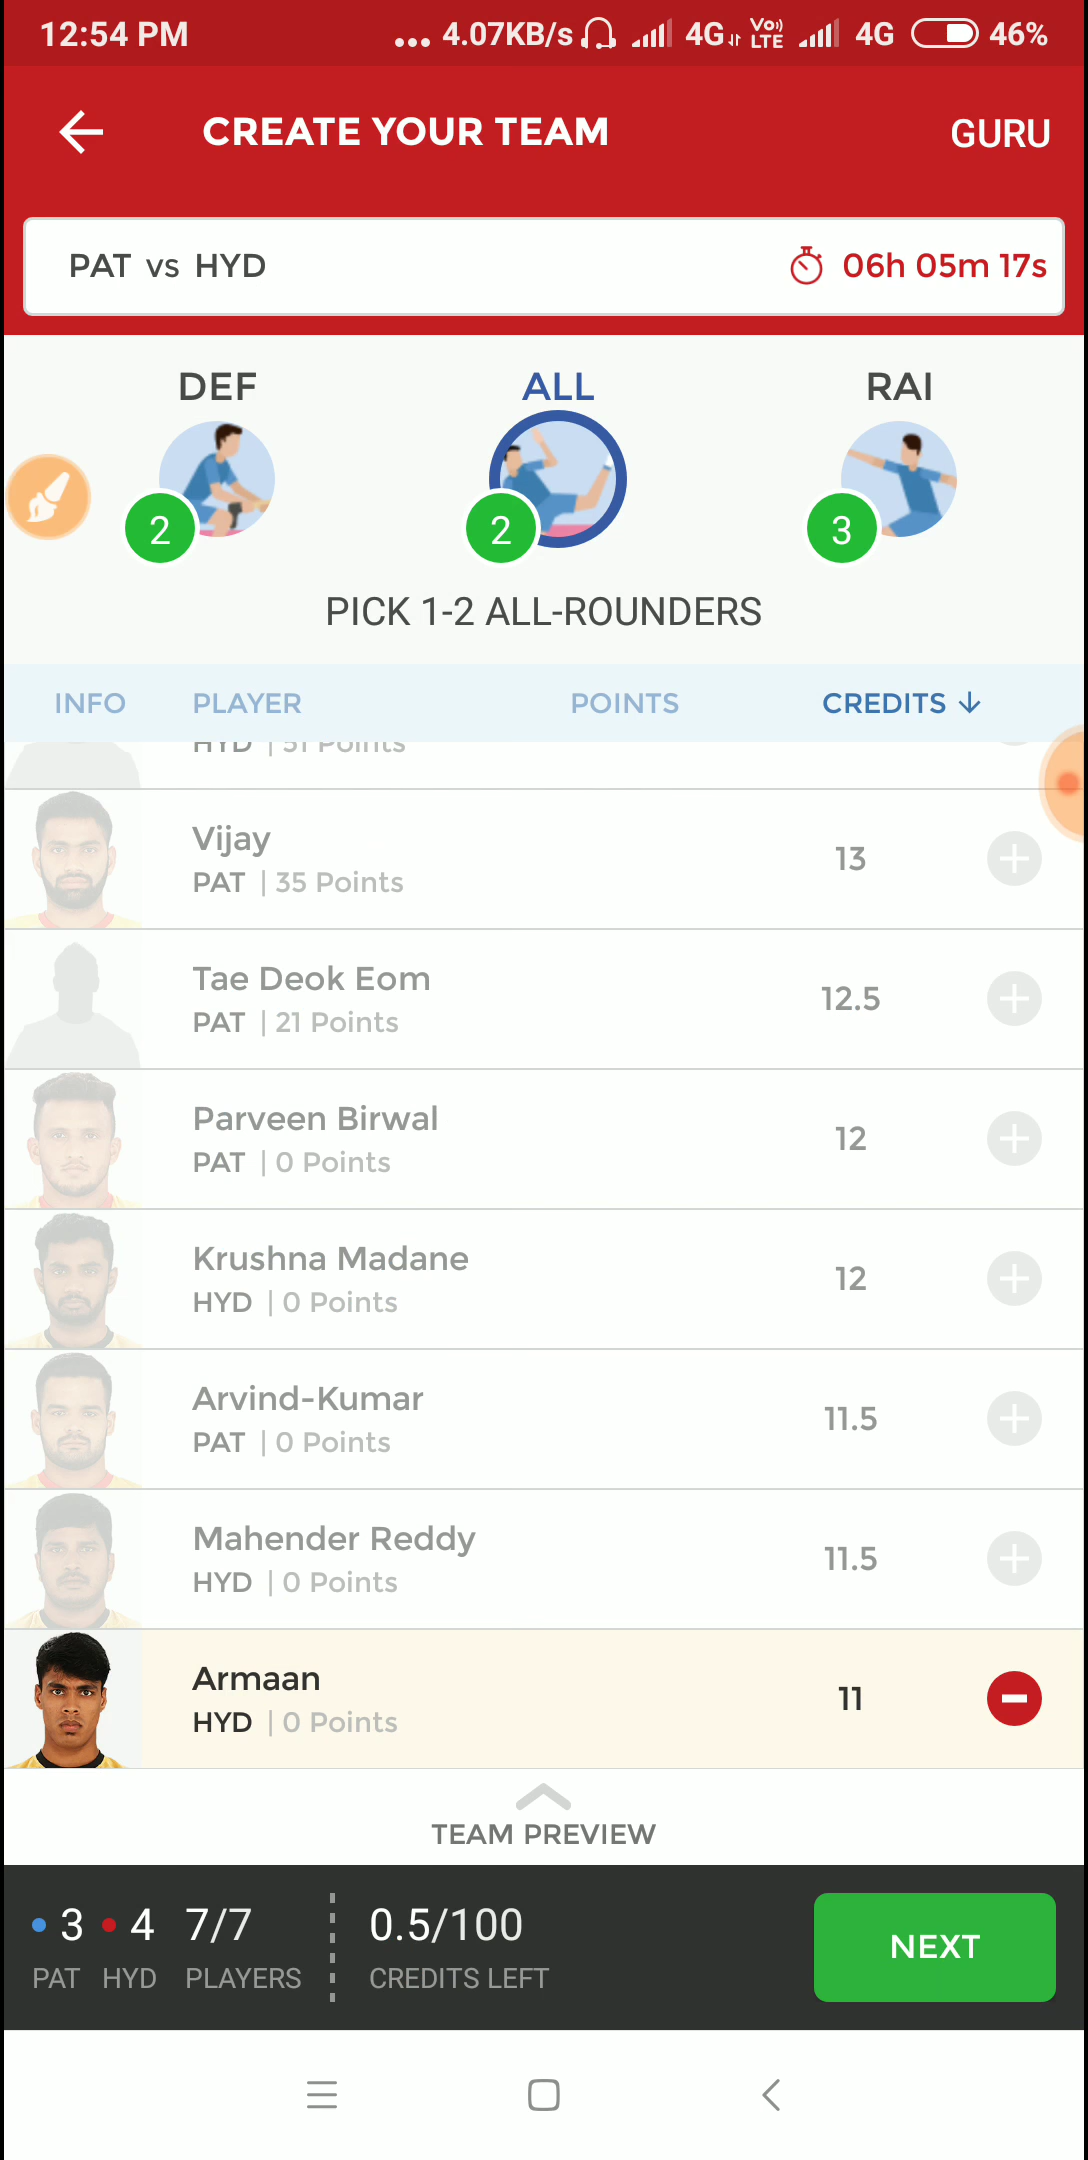 12:54 PM ... 4.07KB/s 4G VoLTE 4G 46%
CREATE YOUR TEAM GURU
PAT vs HYD 06h 05m 17s
DEF ALL RAI
2 2 3
PICK 1-2 ALL-ROUNDERS
INFO PLAYER POINTS CREDITS ↓
HYD | 51 Points
Vijay
PAT | 35 Points 13
Tae Deok Eom
PAT | 21 Points 12.5
Parveen Birwal
PAT | 0 Points 12
Krushna Madane
HYD | 0 Points 12
Arvind-Kumar
PAT | 0 Points 11.5
Mahender Reddy
HYD | 0 Points 11.5
Armaan
HYD | 0 Points 11
TEAM PREVIEW
3 4 7/7 0.5/100
PAT HYD PLAYERS CREDITS LEFT
NEXT